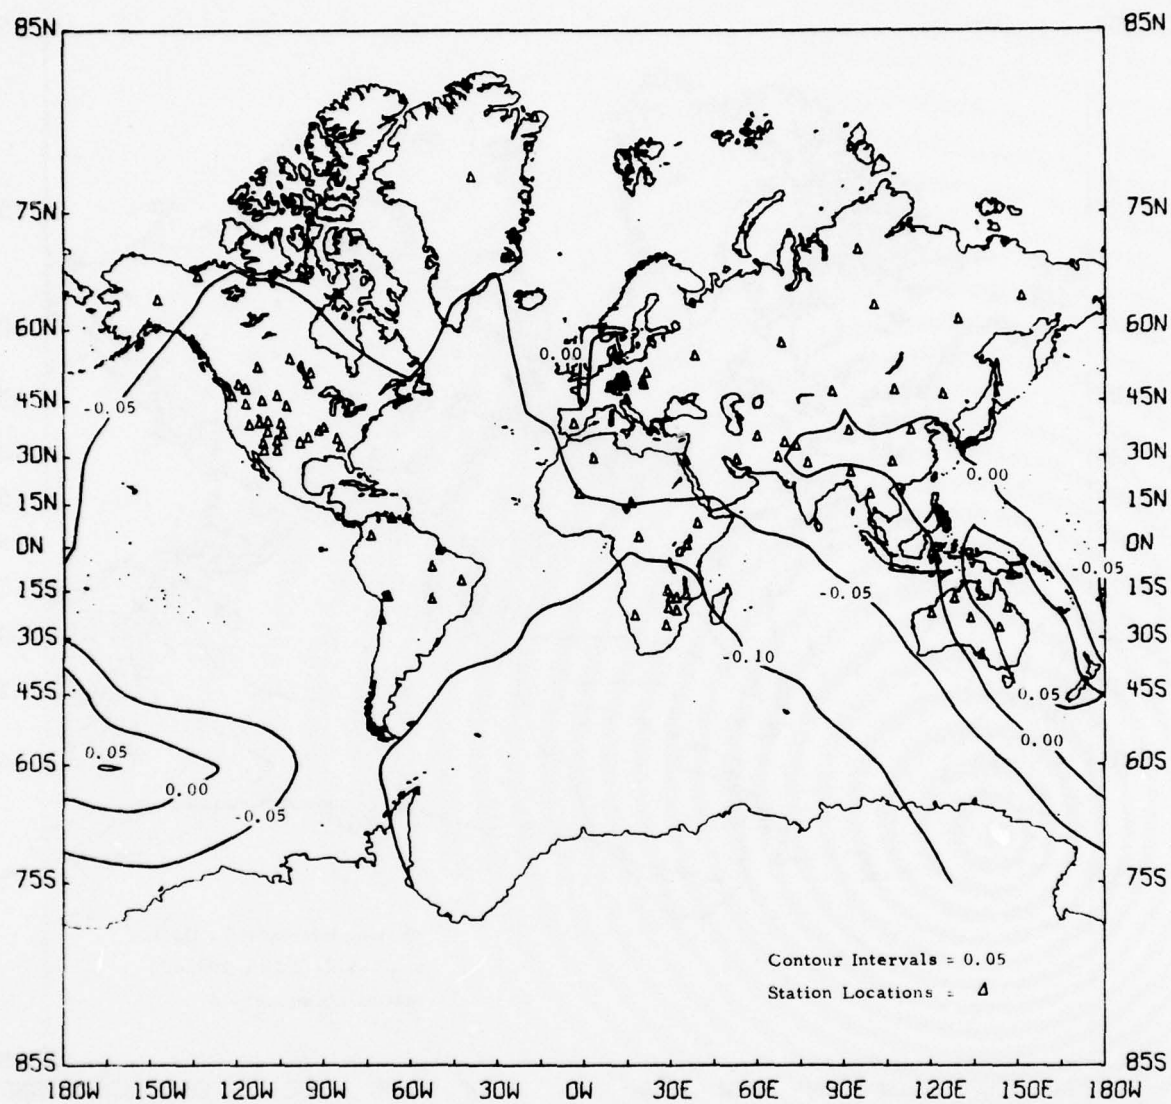 85N 85N
75N 75N
60N 60N
0.00
45N 45N
-0.05
30N 30N
0.00
15N 15N
0N 0N
-0.05
15S -0.05 15S
30S 30S
-0.10
45S 0.05 45S
0.05 0.00
60S 60S
0.00
-0.05
75S 75S
Contour Intervals = 0.05
Station Locations = Δ
85S 85S
180W 150W 120W 90W 60W 30W 0W 30E 60E 90E 120E 150E 180W